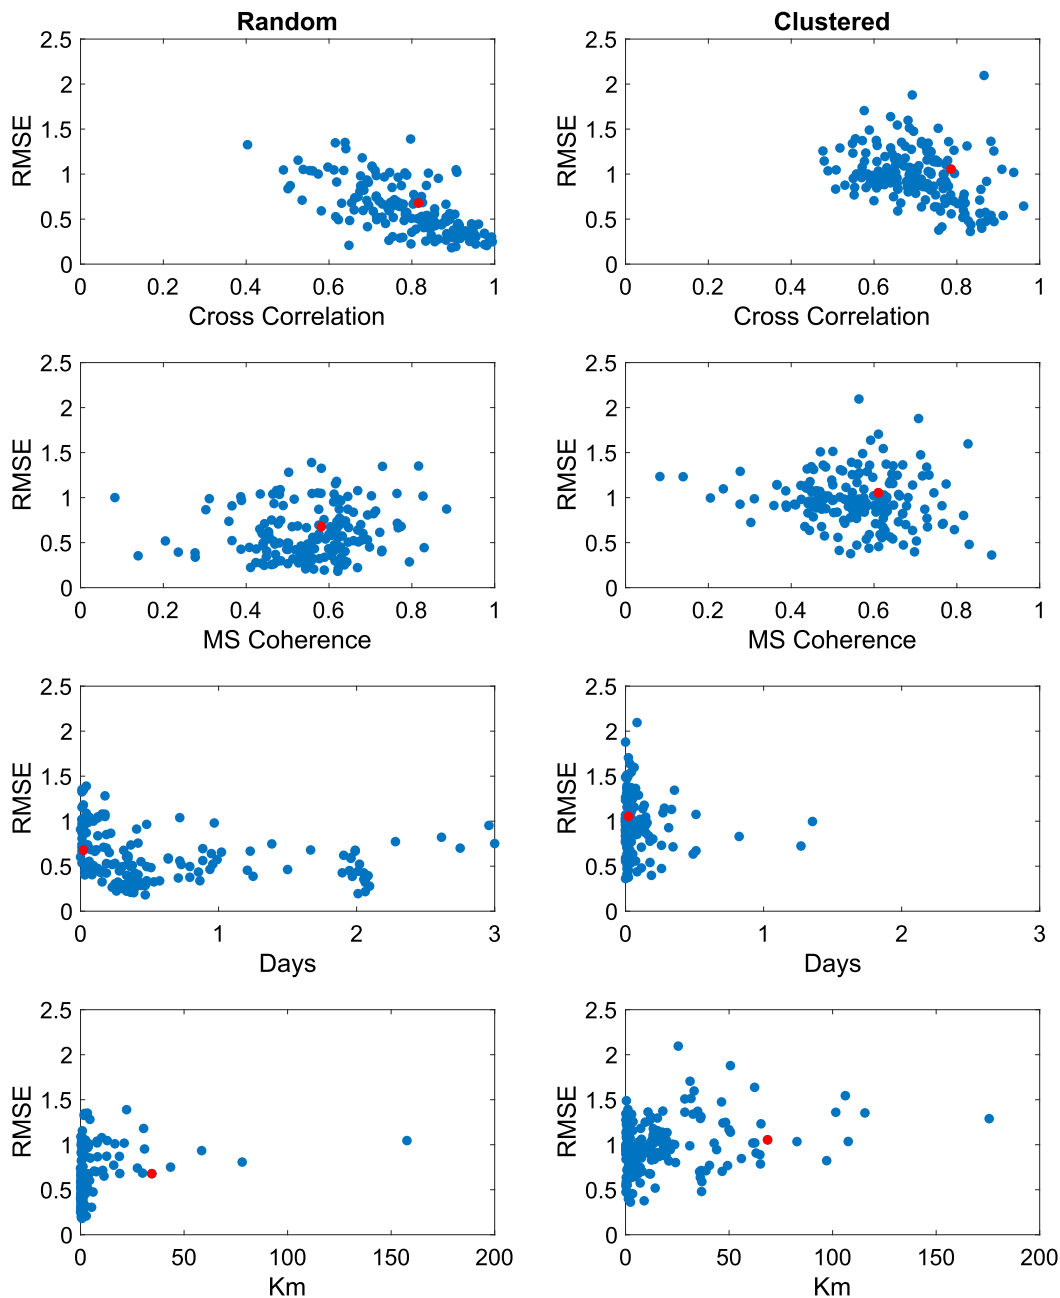 Random Clustered
2.5 2.5
2 2
1.5 1.5
RMSE RMSE
1 1
0.5 0.5
0 0
0 0.2 0.4 0.6 0.8 1 0 0.2 0.4 0.6 0.8 1
Cross Correlation Cross Correlation
2.5 2.5
2 2
1.5 1.5
RMSE RMSE
1 1
0.5 0.5
0 0
0 0.2 0.4 0.6 0.8 1 0 0.2 0.4 0.6 0.8 1
MS Coherence MS Coherence
2.5 2.5
2 2
1.5 1.5
RMSE RMSE
1 1
0.5 0.5
0 0
0 1 2 3 0 1 2 3
Days Days
2.5 2.5
2 2
1.5 1.5
RMSE RMSE
1 1
0.5 0.5
0 0
0 50 100 150 200 0 50 100 150 200
Km Km